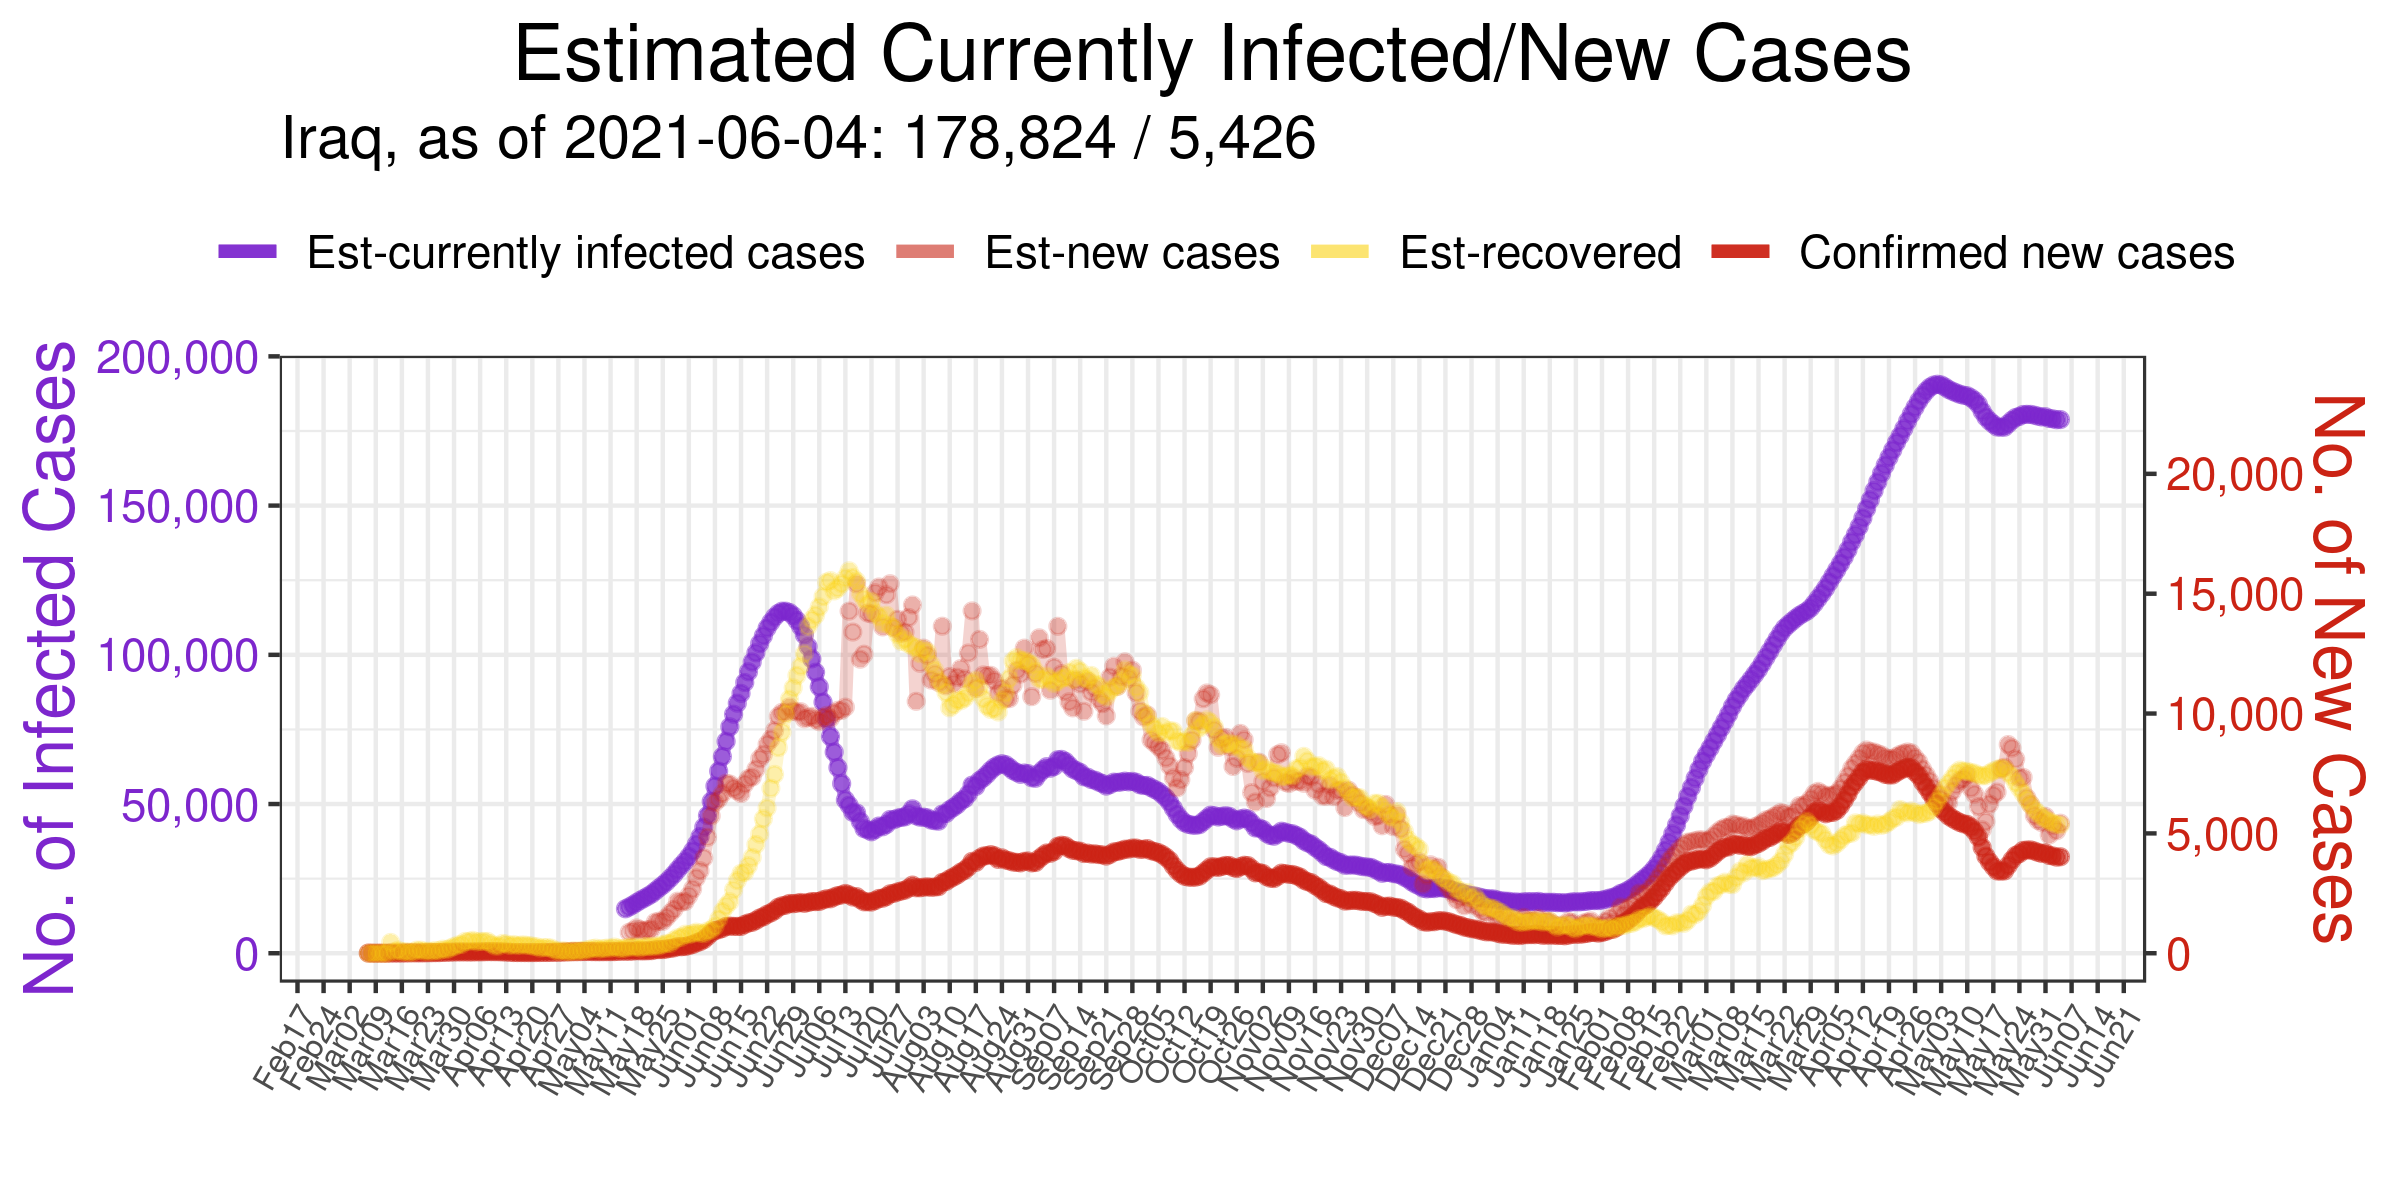 Estimated Currently Infected/New Cases
Iraq, as of 2021-06-04: 178,824 / 5,426
Est-currently infected cases
Est-new cases
Est-recovered
Confirmed new cases
No. of Infected Cases
200,000
150,000
100,000
50,000
0
No. of New Cases
20,000
15,000
10,000
5,000
0
Feb17
Feb24
Mar02
Mar09
Mar16
Mar23
Mar30
Apr06
Apr13
Apr20
Apr27
May04
May11
May18
May25
Jun01
Jun08
Jun15
Jun22
Jun29
Jul06
Jul13
Jul20
Jul27
Aug03
Aug10
Aug17
Aug24
Aug31
Sep07
Sep14
Sep21
Sep28
Oct05
Oct12
Oct19
Oct26
Nov02
Nov09
Nov16
Nov23
Nov30
Dec07
Dec14
Dec21
Dec28
Jan04
Jan11
Jan18
Jan25
Feb01
Feb08
Feb15
Feb22
Mar01
Mar08
Mar15
Mar22
Mar29
Apr05
Apr12
Apr19
Apr26
May03
May10
May17
May24
May31
Jun07
Jun14
Jun21